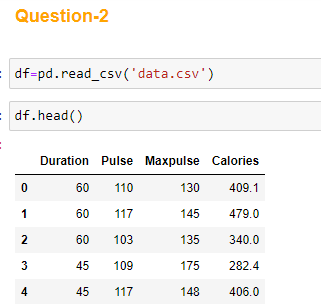 Question-2
: df=pd.read_csv('data.csv')
: df.head()
:
Duration Pulse Maxpulse Calories
0 60 110 130 409.1
1 60 117 145 479.0
2 60 103 135 340.0
3 45 109 175 282.4
4 45 117 148 406.0